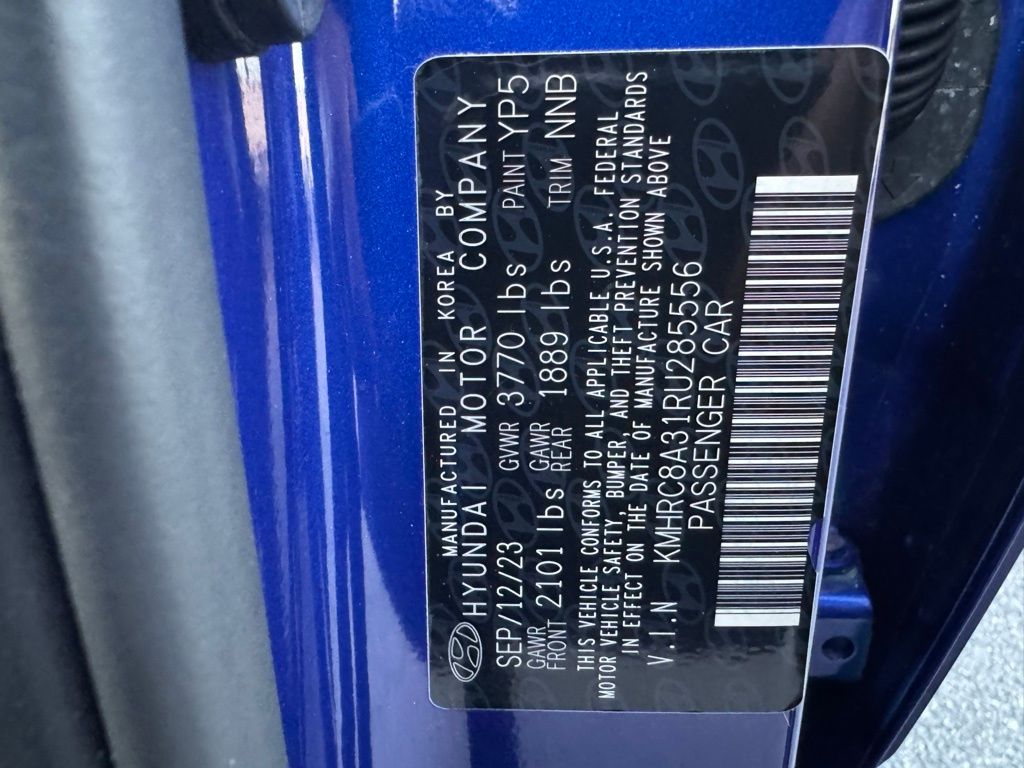 MANUFACTURED IN KOREA BY
HYUNDAI MOTOR COMPANY
SEP/12/23 GVWR 3770 lbs PAINT YP5
GAWR FRONT 2101 lbs GAWR REAR 1889 lbs TRIM NNB
THIS VEHICLE CONFORMS TO ALL APPLICABLE U.S.A. FEDERAL
MOTOR VEHICLE SAFETY, BUMPER, AND THEFT PREVENTION STANDARDS
IN EFFECT ON THE DATE OF MANUFACTURE SHOWN ABOVE
V.I.N KMHRC8A31RU285556
PASSENGER CAR